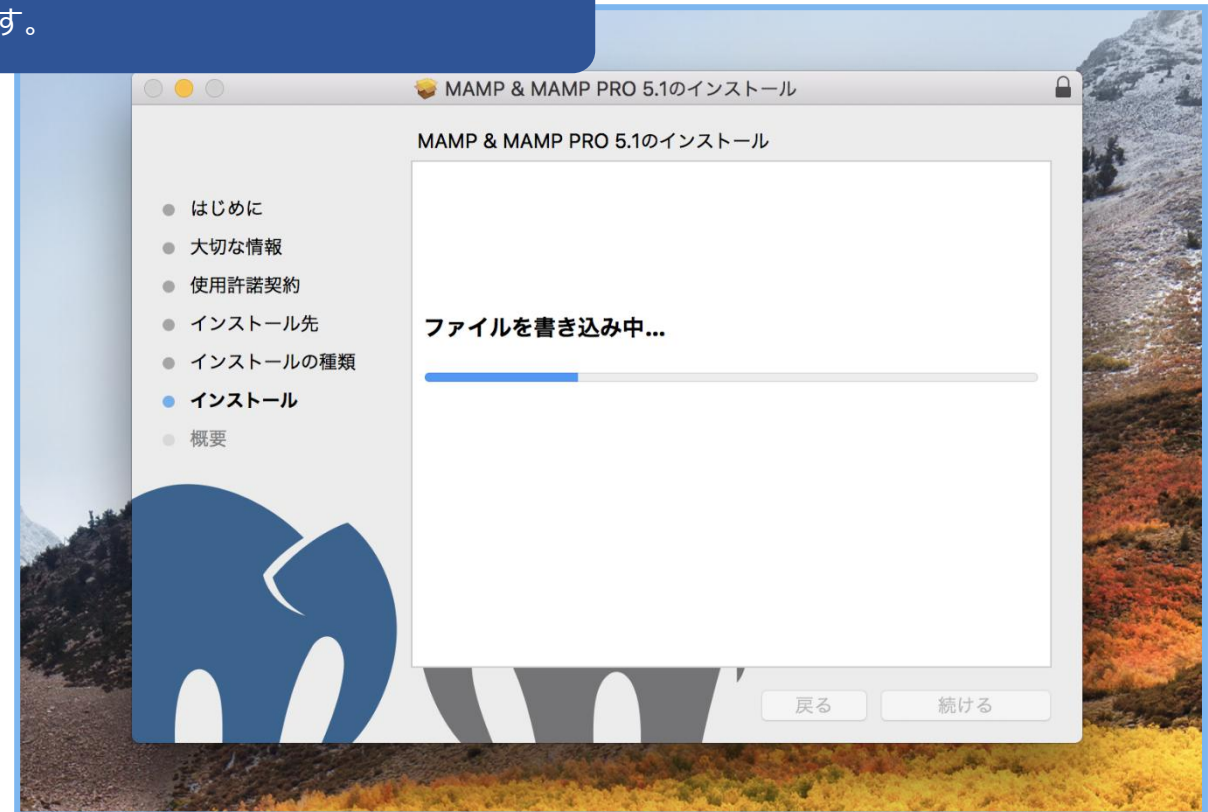 す。
MAMP & MAMP PRO 5.1のインストール
MAMP & MAMP PRO 5.1のインストール
はじめに
大切な情報
使用許諾契約
インストール先
インストールの種類
インストール
概要
ファイルを書き込み中...
戻る
続ける